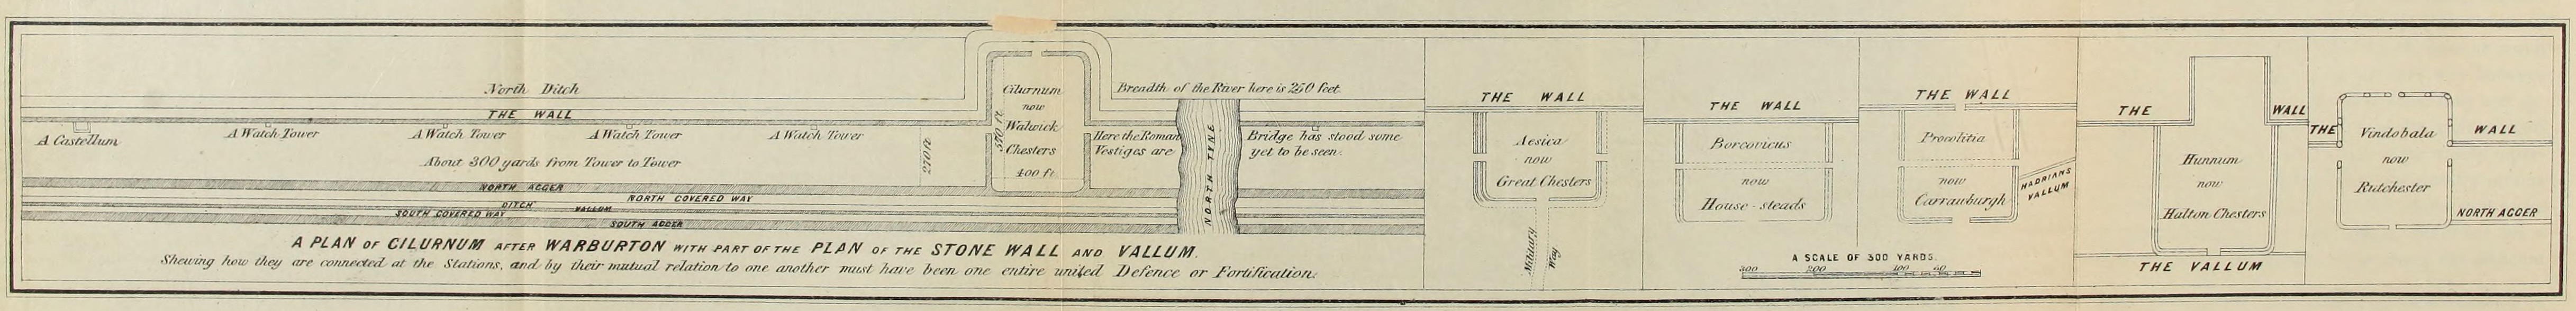 North Ditch
THE WALL
A Castellum
A Watch Tower
A Watch Tower
A Watch Tower
A Watch Tower
About 300 yards from Tower to Tower
270 ft
NORTH AGGER
NORTH COVERED WAY
DITCH
VALLUM
SOUTH COVERED WAY
SOUTH AGGER
Cilurnum
now
Walwick
Chesters
400 ft
570 ft
Breadth of the River here is 250 feet
Here the Roman Bridge has stood some
Vestiges are yet to be seen.
NORTH TYNE
A PLAN OF CILURNUM AFTER WARBURTON WITH PART OF THE PLAN OF THE STONE WALL AND VALLUM.
Shewing how they are connected at the Stations, and by their mutual relation to one another must have been one entire united Defence or Fortification.
THE WALL
Aesica
now
Great Chesters
Military Way
THE WALL
Borcovicus
now
House-steads
THE WALL
Procolitia
now
Carrawburgh
HADRIANS
VALLUM
A SCALE OF 300 YARDS.
300 200 100 50
THE WALL
Hunnum
now
Halton Chesters
THE VALLUM
THE WALL
Vindobala
now
Rutchester
NORTH AGGER